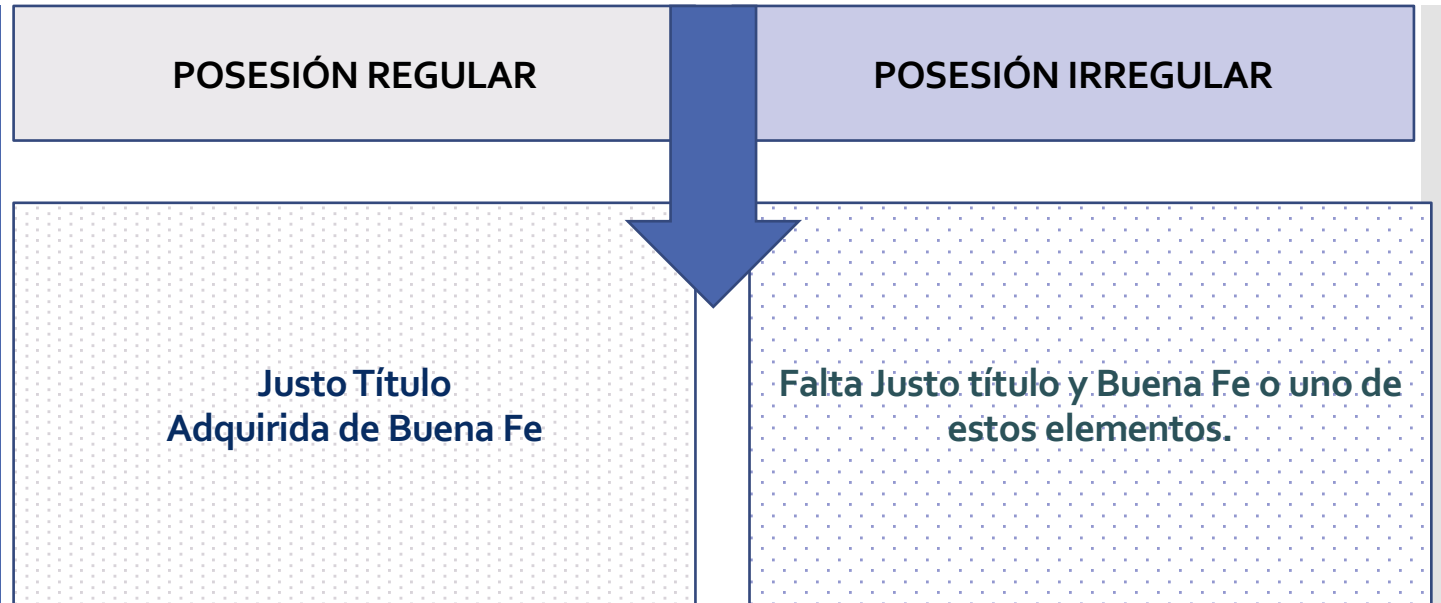 POSESIÓN REGULAR
POSESIÓN IRREGULAR
Justo Título
Adquirida de Buena Fe
Falta Justo título y Buena Fe o uno de
estos elementos.